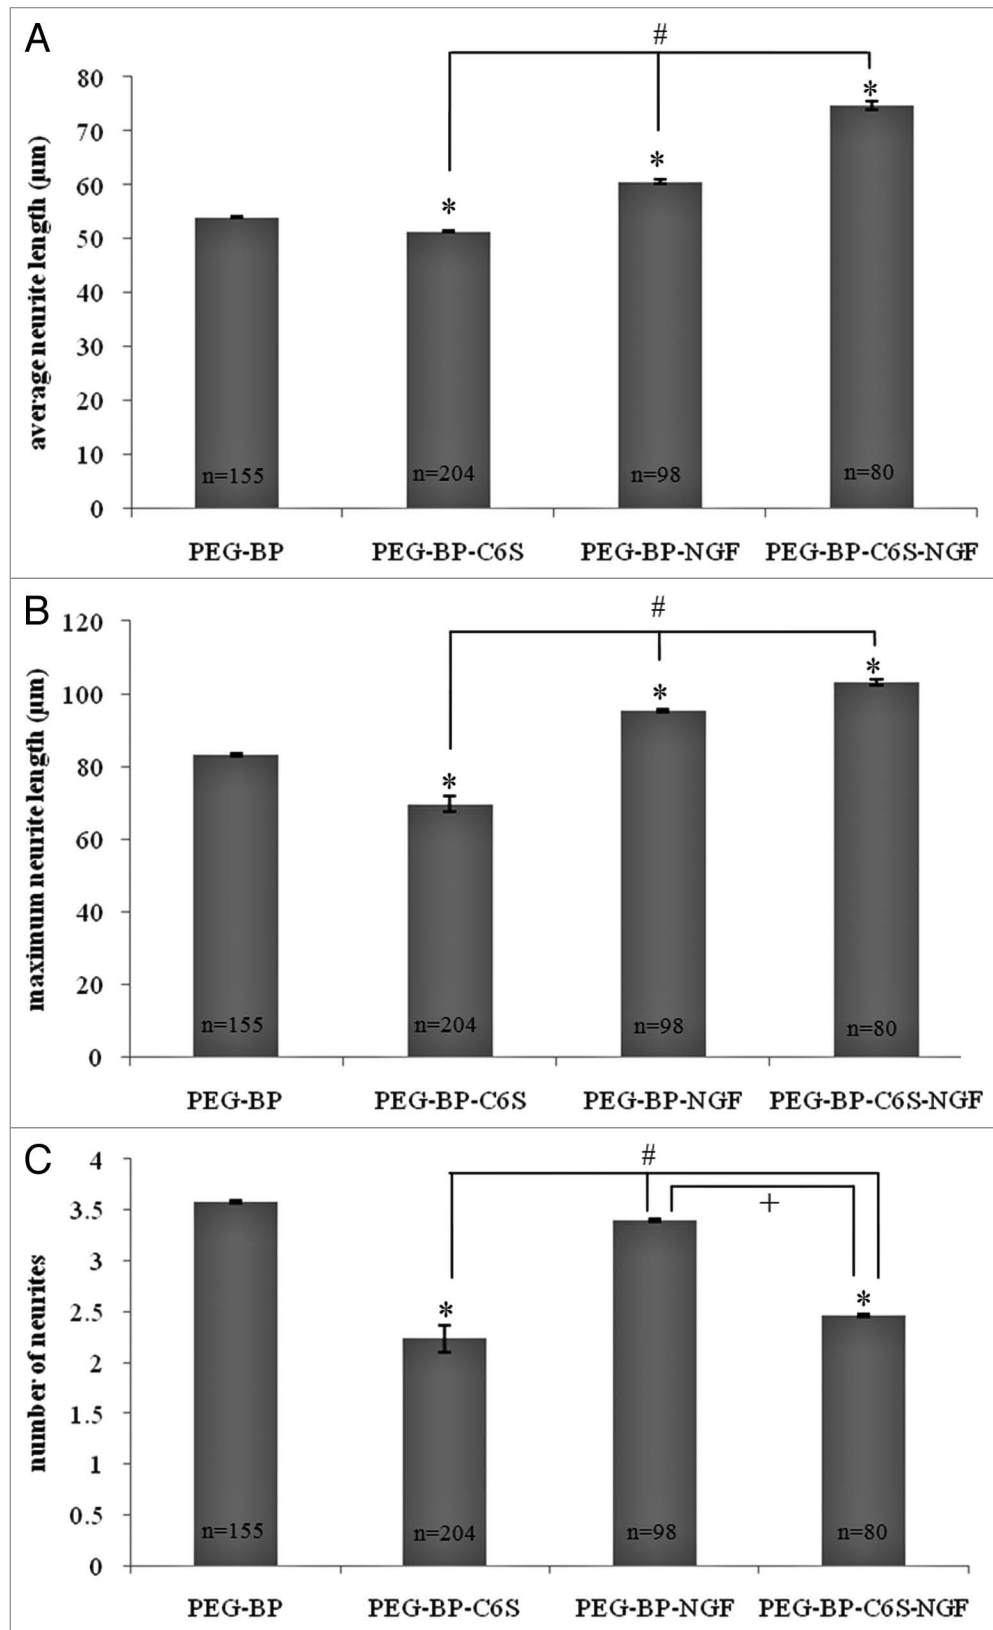 A
#
80
70
60
50
40
30
20
10
0
average neurite length (µm)
*
*
*
n=155
n=204
n=98
n=80
PEG-BP
PEG-BP-C6S
PEG-BP-NGF
PEG-BP-C6S-NGF
B
#
120
100
80
60
40
20
0
maximum neurite length (µm)
*
*
*
n=155
n=204
n=98
n=80
PEG-BP
PEG-BP-C6S
PEG-BP-NGF
PEG-BP-C6S-NGF
C
#
+
4
3.5
3
2.5
2
1.5
1
0.5
0
number of neurites
*
*
n=155
n=204
n=98
n=80
PEG-BP
PEG-BP-C6S
PEG-BP-NGF
PEG-BP-C6S-NGF